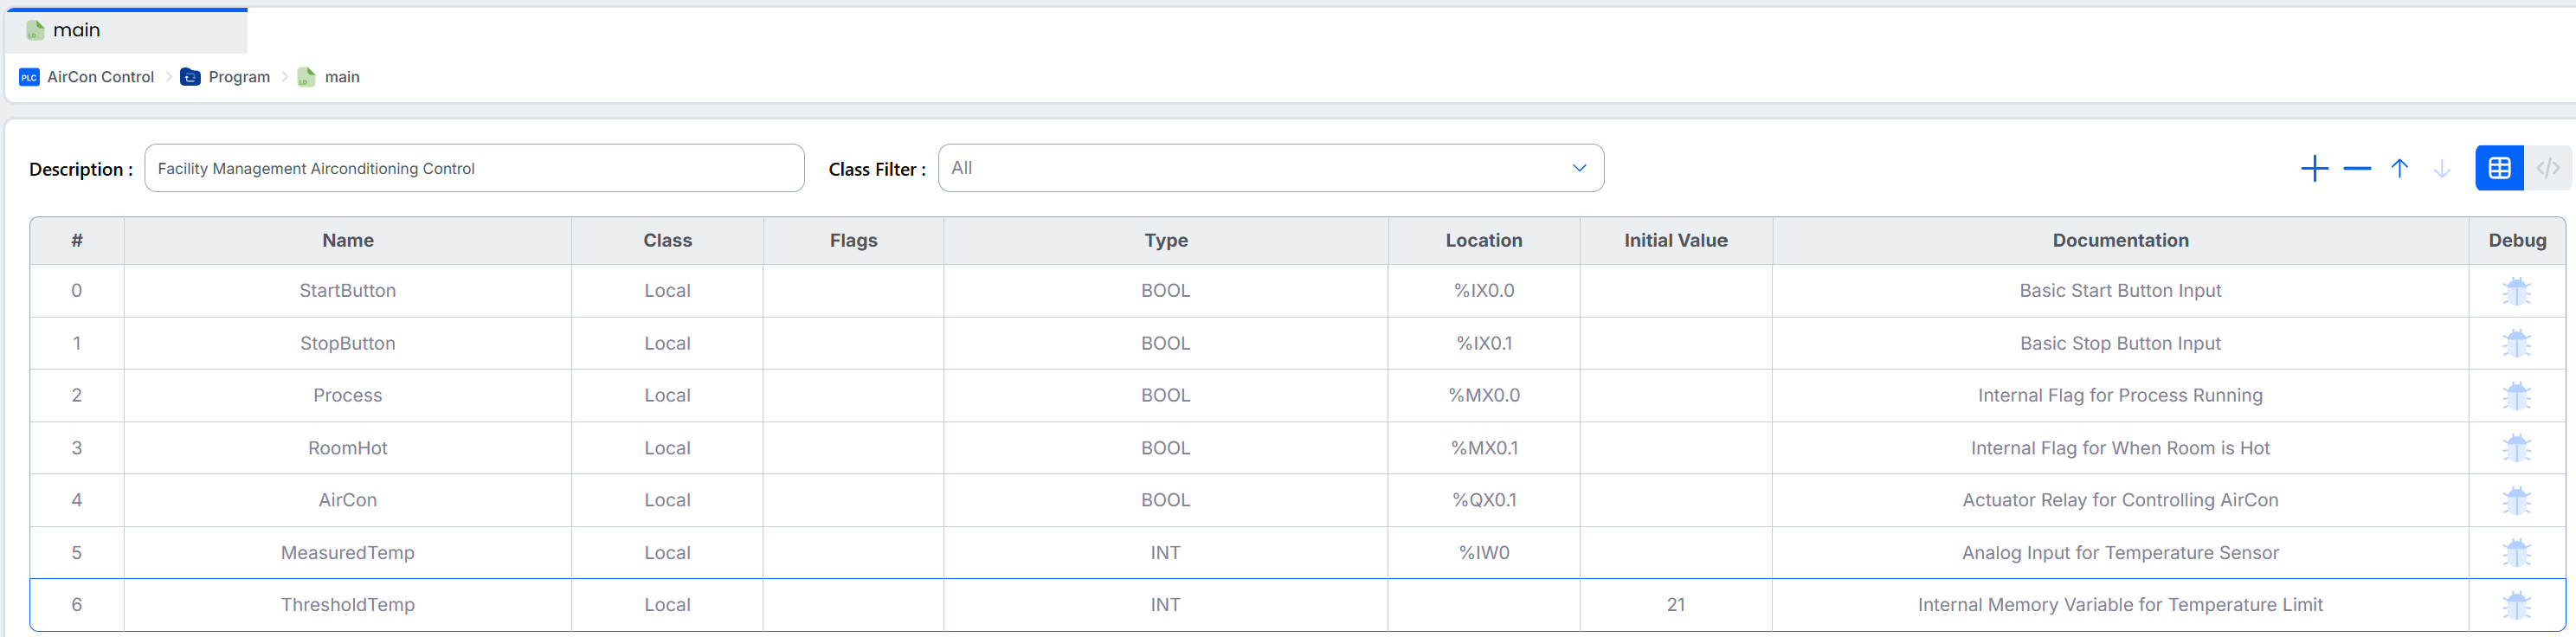 main
PLC AirCon Control > Program > LD main
Description : Facility Management Airconditioning Control Class Filter : All
# Name Class Flags Type Location Initial Value Documentation Debug
0 StartButton Local BOOL %IX0.0 Basic Start Button Input
1 StopButton Local BOOL %IX0.1 Basic Stop Button Input
2 Process Local BOOL %MX0.0 Internal Flag for Process Running
3 RoomHot Local BOOL %MX0.1 Internal Flag for When Room is Hot
4 AirCon Local BOOL %QX0.1 Actuator Relay for Controlling AirCon
5 MeasuredTemp Local INT %IW0 Analog Input for Temperature Sensor
6 ThresholdTemp Local INT 21 Internal Memory Variable for Temperature Limit